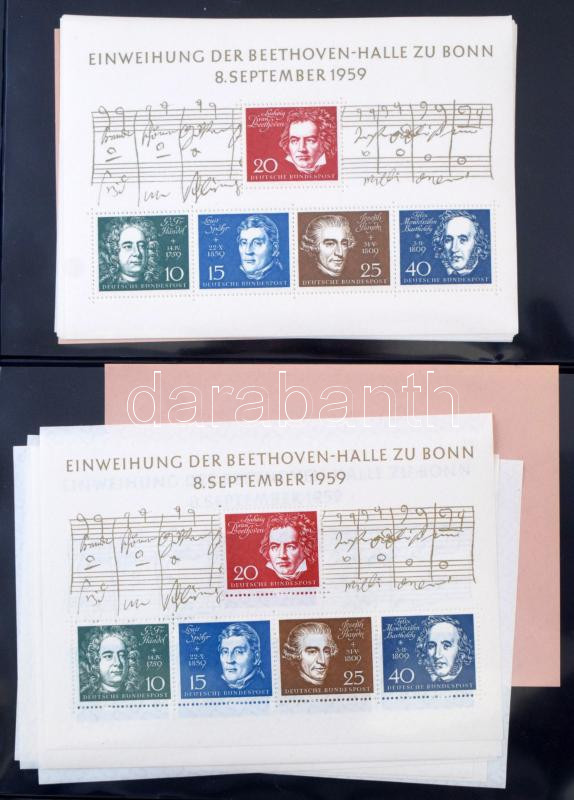 EINWEIHUNG DER BEETHOVEN-HALLE ZU BONN
8. SEPTEMBER 1959
Ludwig
van
Beethoven
20
DEUTSCHE BUNDESPOST
G. F.
Händel
+
14·IV.
1759
10
DEUTSCHE BUNDESPOST
Louis
Spohr
+
22·X·
1859
15
DEUTSCHE BUNDESPOST
Joseph
Haydn
+
31·V·
1809
25
DEUTSCHE BUNDESPOST
Felix
Mendelssohn
Bartholdy
*
3·II·
1809
40
DEUTSCHE BUNDESPOST
darabanth
EINWEIHUNG DER BEETHOVEN-HALLE ZU BONN
8. SEPTEMBER 1959
Ludwig
van
Beethoven
20
DEUTSCHE BUNDESPOST
G. F.
Händel
+
14·IV.
1759
10
DEUTSCHE BUNDESPOST
Louis
Spohr
+
22·X·
1859
15
DEUTSCHE BUNDESPOST
Joseph
Haydn
+
31·V·
1809
25
DEUTSCHE BUNDESPOST
Felix
Mendelssohn
Bartholdy
*
3·II·
1809
40
DEUTSCHE BUNDESPOST